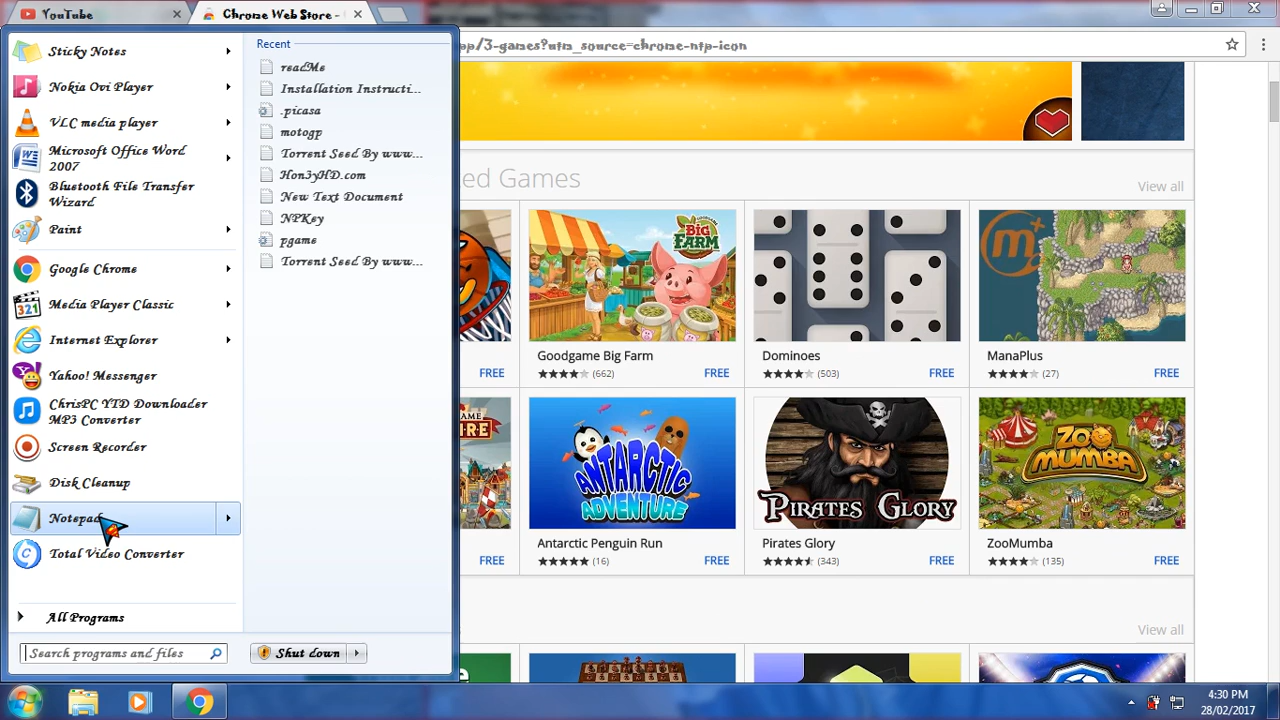 YouTube
Chrome Web Store -
pp/3-games?utm_source=chrome-ntp-icon
Sticky Notes
Nokia Ovi Player
VLC media player
Microsoft Office Word
2007
Bluetooth File Transfer
Wizard
Paint
Google Chrome
Media Player Classic
321
Internet Explorer
Yahoo! Messenger
ChrisPC YTD Downloader
MP3 Converter
Screen Recorder
Disk Cleanup
Notepad
Total Video Converter
All Programs
Search programs and files
Shut down
Recent
readMe
Installation Instructi...
.picasa
motogp
Torrent Seed By www...
Hon3yHD.com
New Text Document
NPKey
pgame
Torrent Seed By www...
ed Games
View all
BIG
FARM
Goodgame Big Farm
(662)
FREE
FREE
Dominoes
(503)
FREE
m+
ManaPlus
(27)
FREE
ANTARCTIC
ADVENTURE
Antarctic Penguin Run
(16)
FREE
FREE
PIRATES GLORY
Pirates Glory
(343)
FREE
ZOO
MUMBA
ZooMumba
(135)
FREE
View all
4:30 PM
28/02/2017